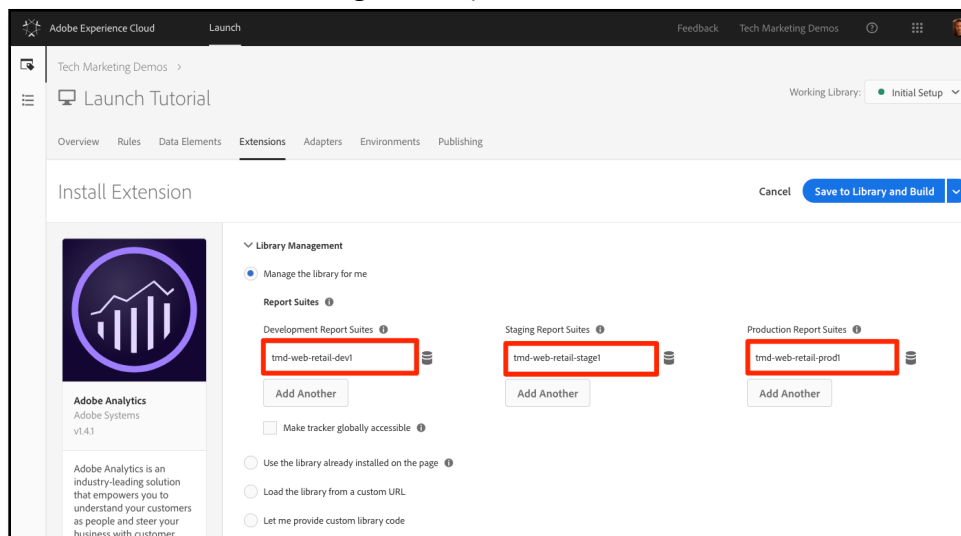 Adobe Experience Cloud Launch Feedback Tech Marketing Demos
Tech Marketing Demos >
Launch Tutorial
Working Library: Initial Setup
Overview Rules Data Elements Extensions Adapters Environments Publishing
Install Extension
Cancel Save to Library and Build
Library Management
Manage the library for me
Report Suites
Development Report Suites Staging Report Suites Production Report Suites
tmd-web-retail-dev1 tmd-web-retail-stage1 tmd-web-retail-prod1
Add Another Add Another Add Another
Make tracker globally accessible
Use the library already installed on the page
Load the library from a custom URL
Let me provide custom library code
Adobe Analytics
Adobe Systems
v1.4.1
Adobe Analytics is an
industry-leading solution
that empowers you to
understand your customers
as people and steer your
business with customer